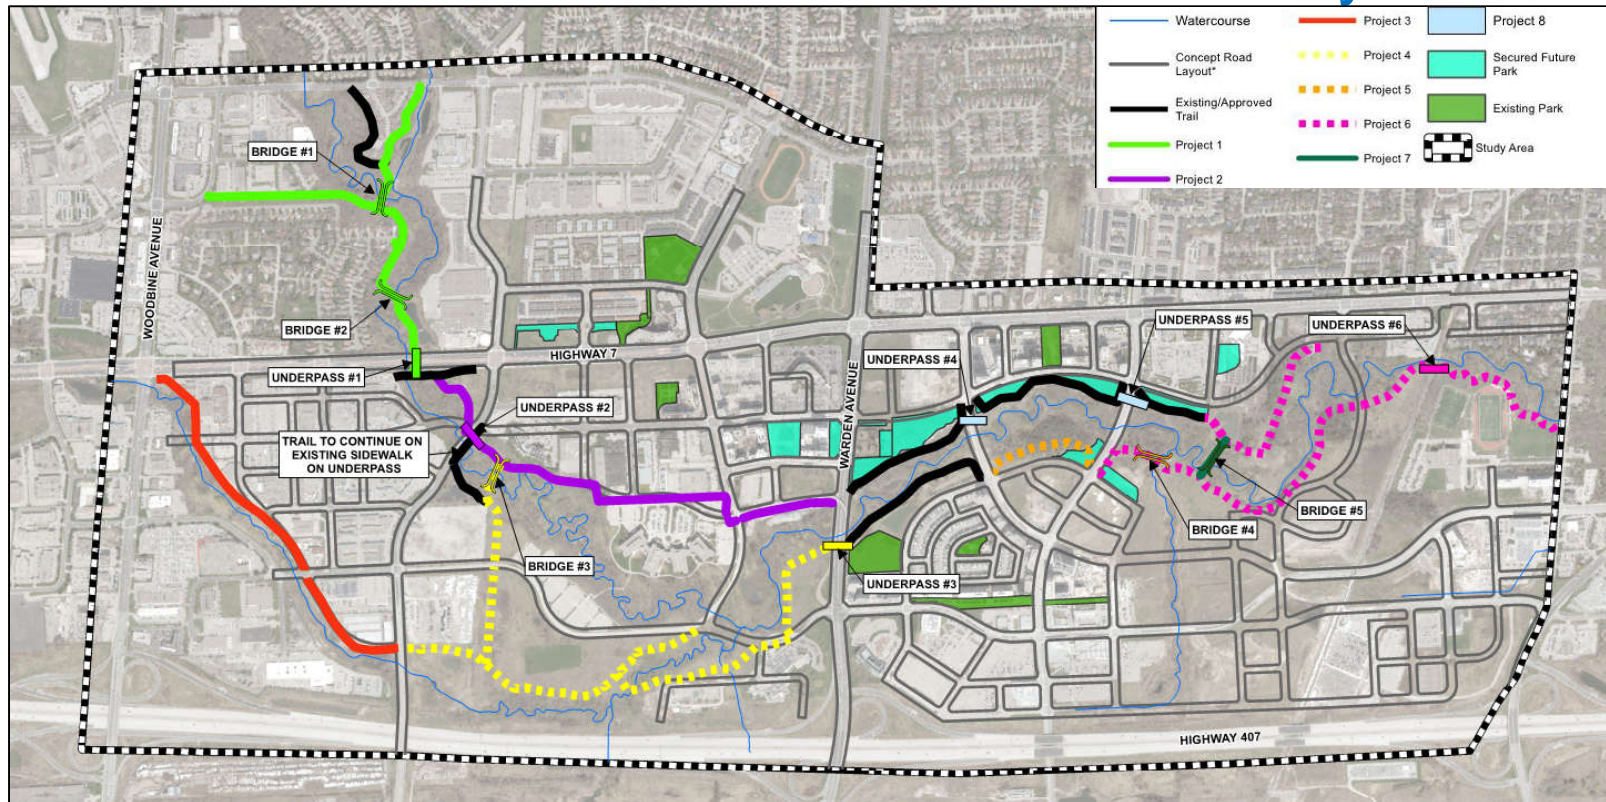 Watercourse
Concept Road
Layout*
Existing/Approved
Trail
Project 1
Project 2
Project 3
Project 4
Project 5
Project 6
Project 7
Project 8
Secured Future
Park
Existing Park
Study Area
BRIDGE #1
WOODBINE AVENUE
BRIDGE #2
HIGHWAY 7
UNDERPASS #1
UNDERPASS #2
TRAIL TO CONTINUE ON
EXISTING SIDEWALK
ON UNDERPASS
BRIDGE #3
WARDEN AVENUE
UNDERPASS #4
UNDERPASS #5
UNDERPASS #6
UNDERPASS #3
BRIDGE #4
BRIDGE #5
HIGHWAY 407